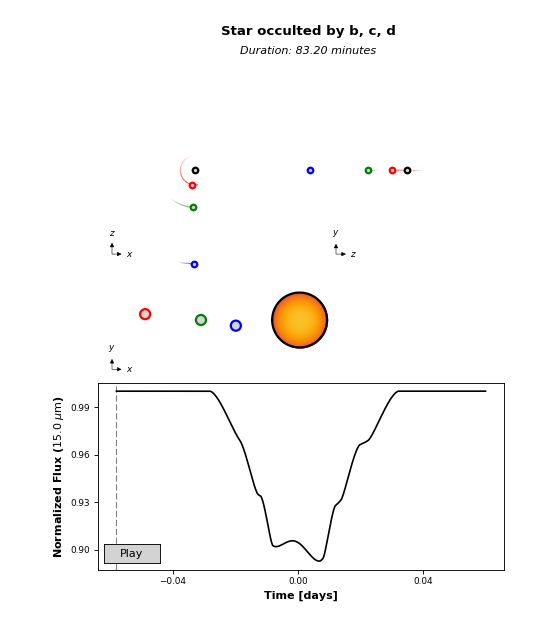 Star occulted by b, c, d
Duration: 83.20 minutes
z
x
y
z
y
x
Normalized Flux (15.0 μm)
0.99
0.96
0.93
0.90
Play
−0.04
0.00
0.04
Time [days]